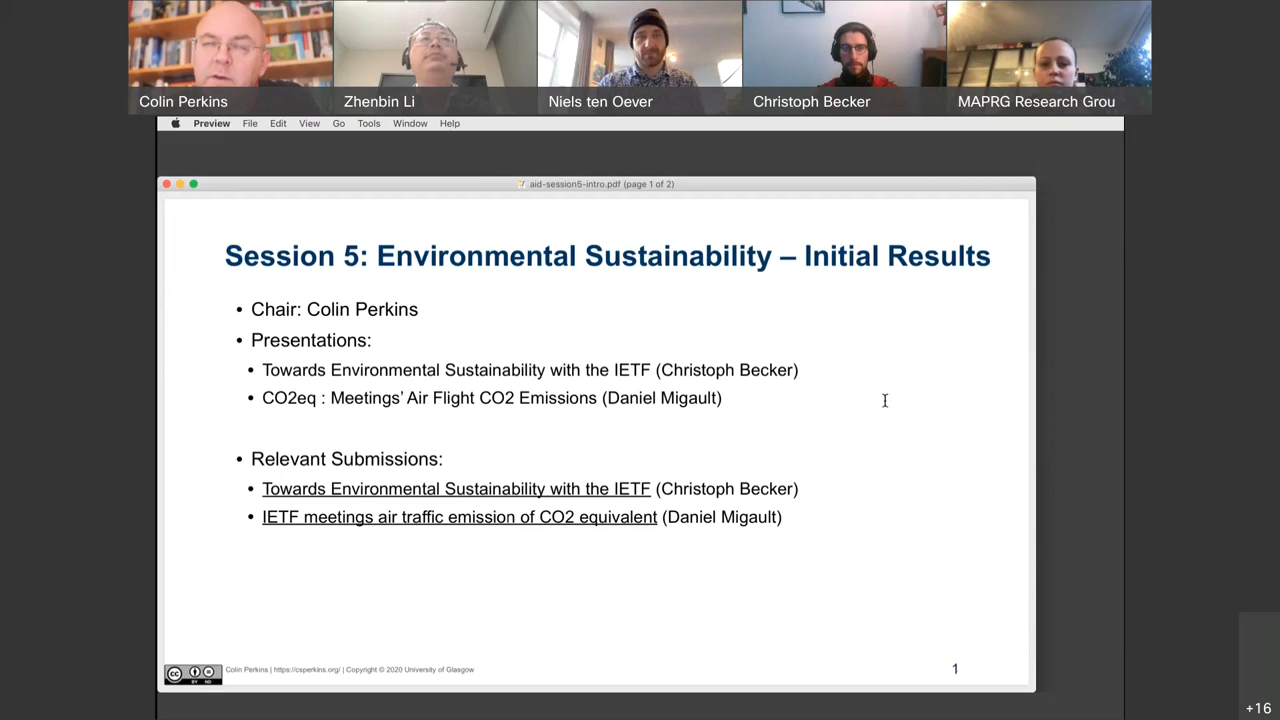 Colin Perkins
Zhenbin Li
Niels ten Oever
Christoph Becker
MAPRG Research Grou
Preview File Edit View Go Tools Window Help
aid-session5-intro.pdf (page 1 of 2)
Session 5: Environmental Sustainability – Initial Results
• Chair: Colin Perkins
• Presentations:
• Towards Environmental Sustainability with the IETF (Christoph Becker)
• CO2eq : Meetings' Air Flight CO2 Emissions (Daniel Migault)
• Relevant Submissions:
• Towards Environmental Sustainability with the IETF (Christoph Becker)
• IETF meetings air traffic emission of CO2 equivalent (Daniel Migault)
cc BY ND
Colin Perkins | https://csperkins.org/ | Copyright © 2020 University of Glasgow
1
+16